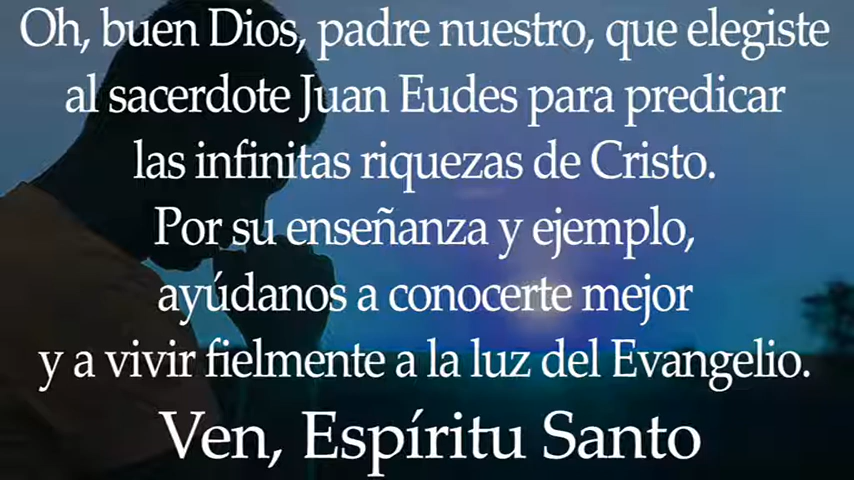 Oh, buen Dios, padre nuestro, que elegiste
al sacerdote Juan Eudes para predicar
las infinitas riquezas de Cristo.
Por su enseñanza y ejemplo,
ayúdanos a conocerte mejor
y a vivir fielmente a la luz del Evangelio.
Ven, Espíritu Santo